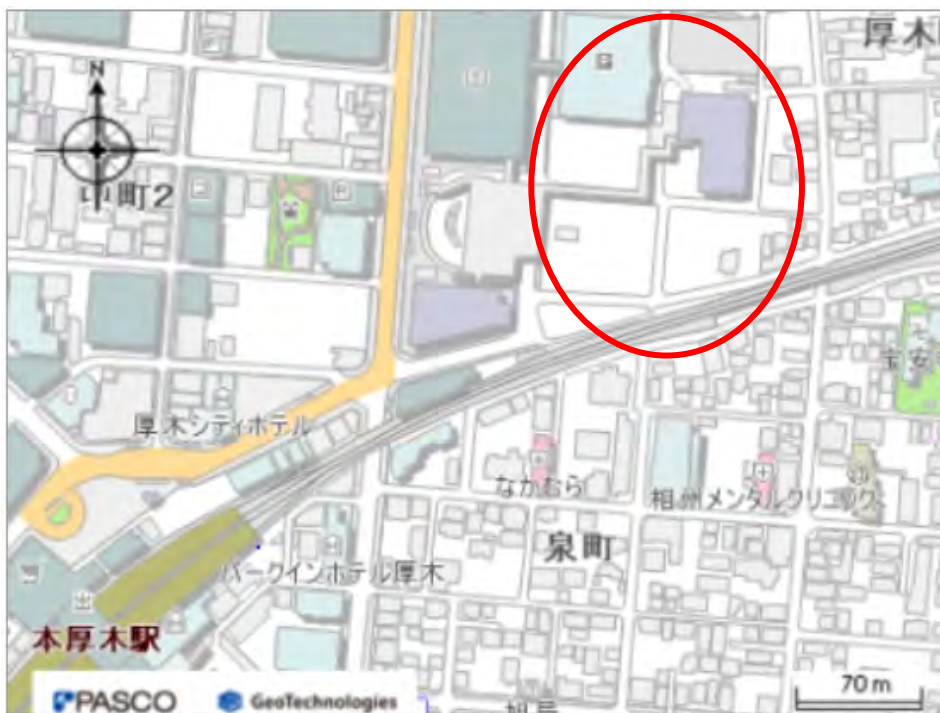 厚木
N
中町2
厚木シティホテル
なかむら
相州メンタルクリニック
泉町
パークインホテル厚木
本厚木駅
70 m
PASCO
GeoTechnologies